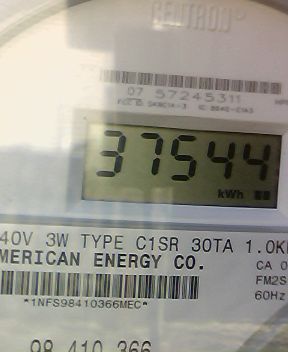 CENTRON
07 57245311
37544
kWh
40V 3W TYPE C1SR 30TA 1.0K
MERICAN ENERGY CO.
CA 0
FM2S
60Hz
*1NFS98410366MEC*
98 410 366